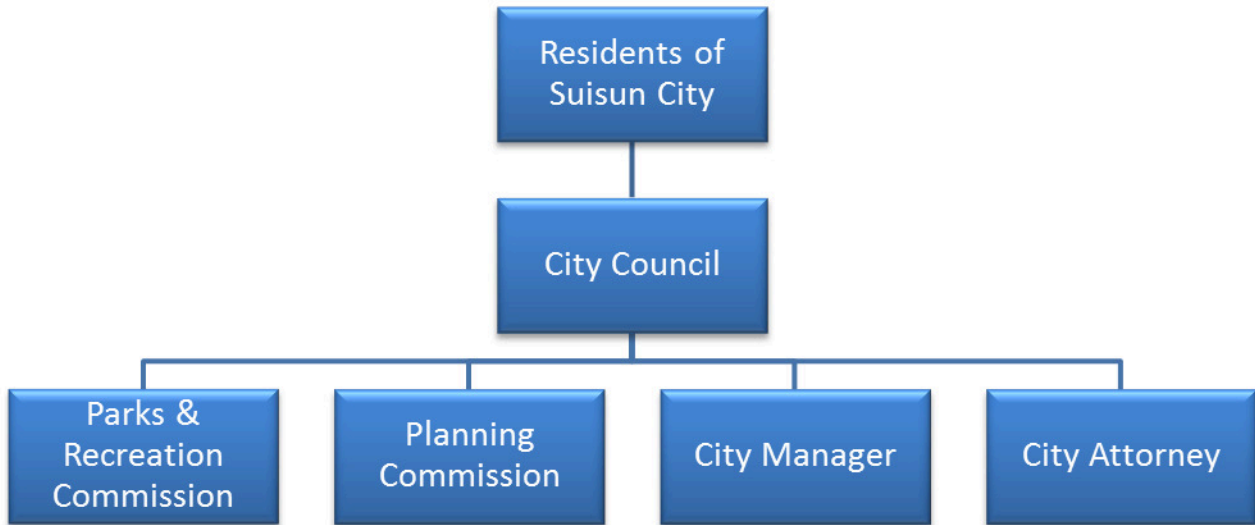 Residents of
Suisun City
City Council
Parks &
Recreation
Commission
Planning
Commission
City Manager
City Attorney